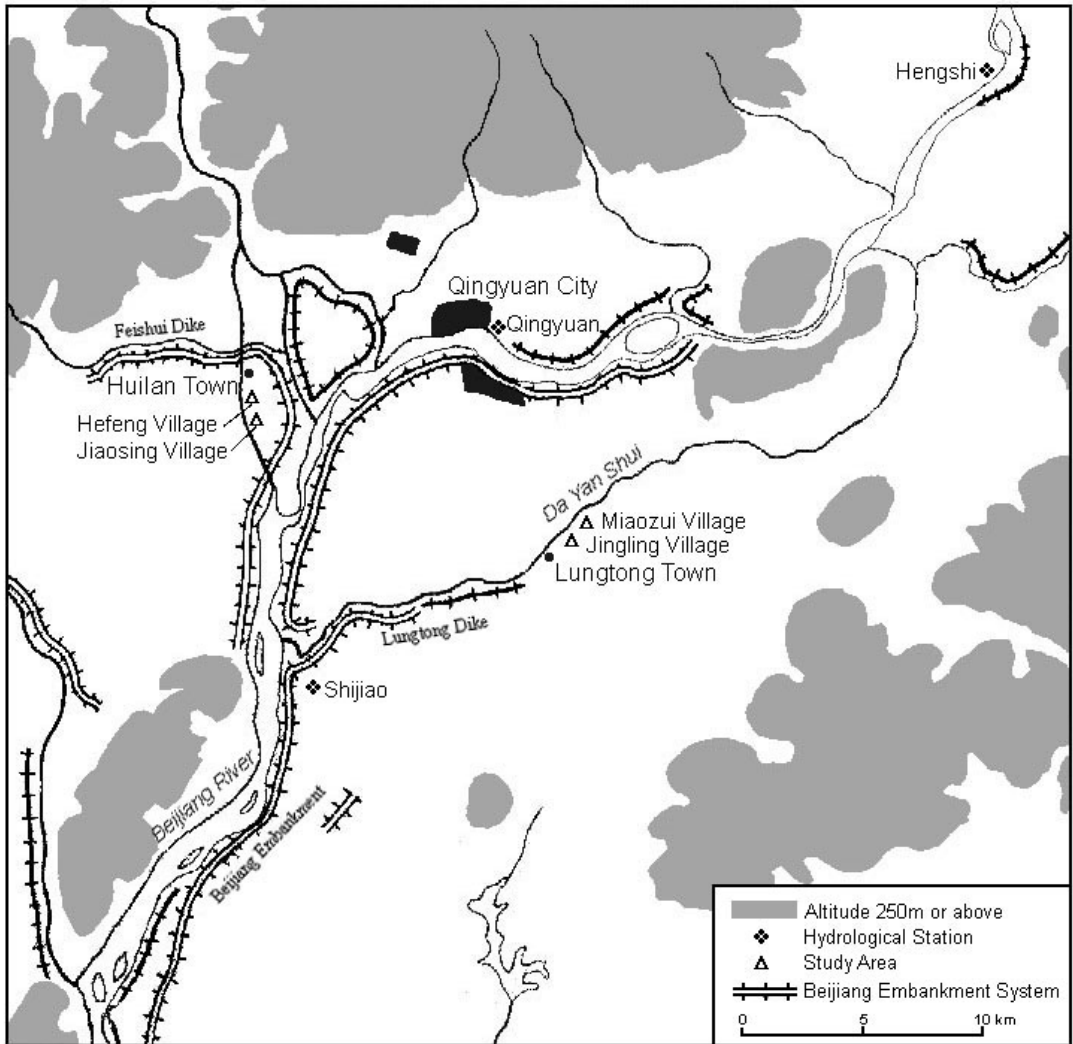 Hengshi
Qingyuan City
Qingyuan
Feishui Dike
Huilan Town
Hefeng Village
Jiaosing Village
Da Yan Shui
Miaozui Village
Jingling Village
Lungtong Town
Lungtong Dike
Shijiao
Beijiang River
Beijiang Embankment
Altitude 250m or above
Hydrological Station
Study Area
Beijiang Embankment System
0 5 10 km